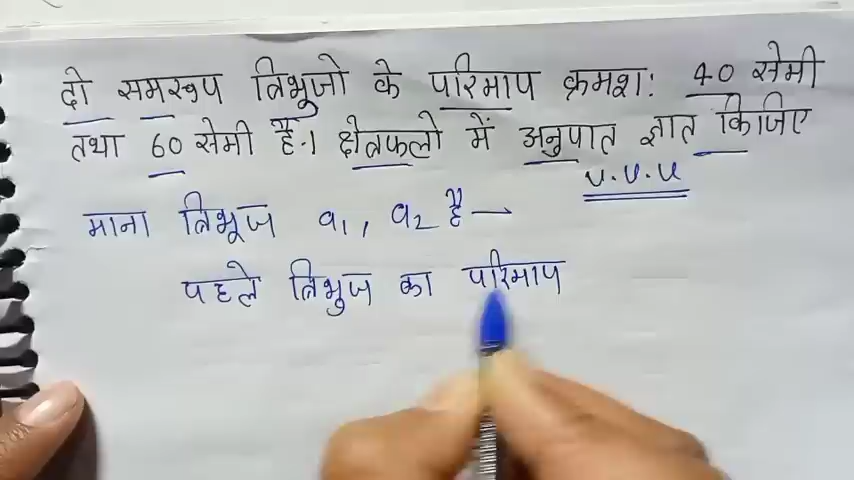 दो समरूप त्रिभुजो के परिमाप क्रमश: 40 सेमी
तथा 60 सेमी है.। क्षेत्रफलो में अनुपात ज्ञात किजिए
V.V.V
माना त्रिभूज a1, a2 है—
पहले त्रिभुज का परिमाप